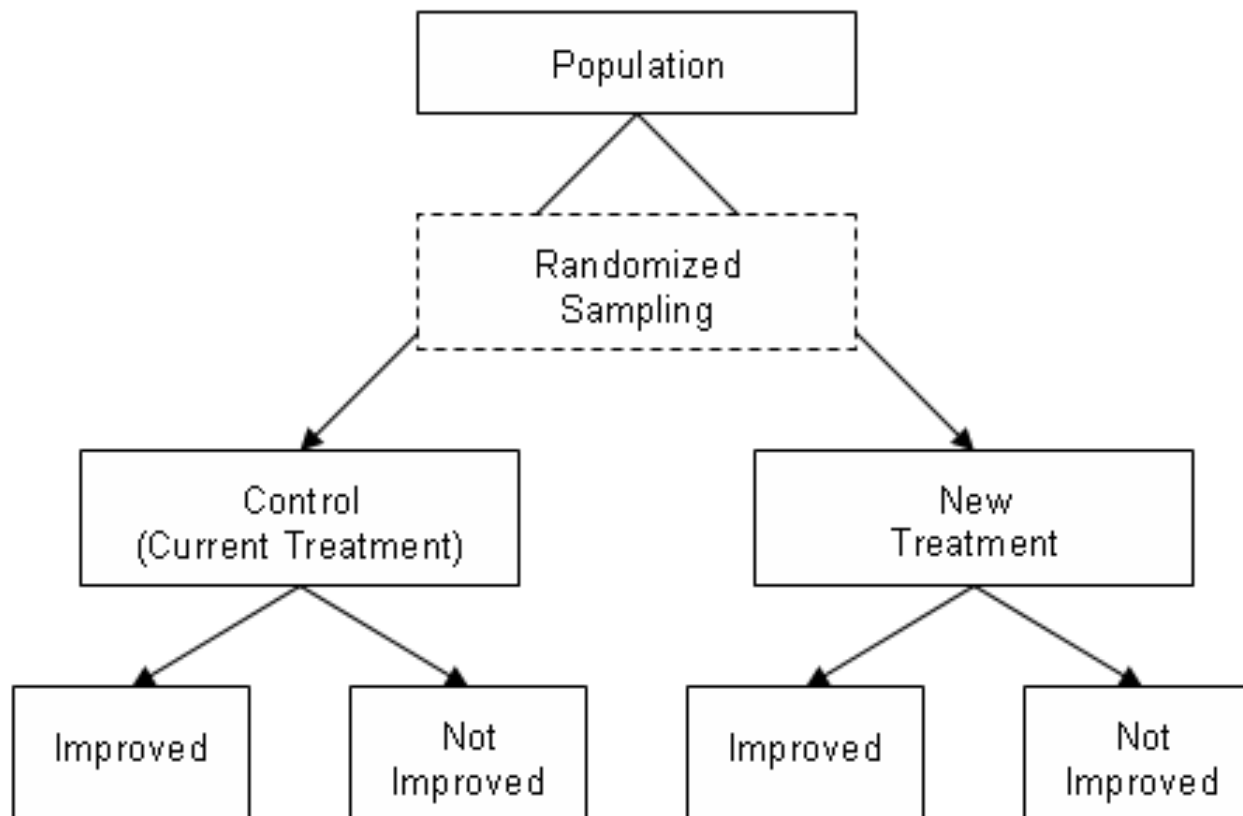 Population
Randomized
Sampling
Control
(Current Treatment)
New
Treatment
Improved
Not
Improved
Improved
Not
Improved